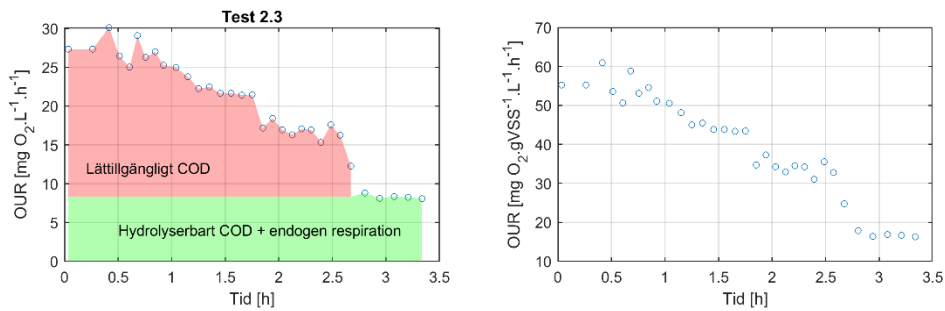 Test 2.3
OUR [mg O₂.L⁻¹.h⁻¹]
30
25
20
15
10
5
0
Lättillgängligt COD
Hydrolyserbart COD + endogen respiration
0 0.5 1 1.5 2 2.5 3 3.5
Tid [h]
OUR [mg O₂.gVSS⁻¹.L⁻¹.h⁻¹]
70
60
50
40
30
20
10
0 0.5 1 1.5 2 2.5 3 3.5
Tid [h]